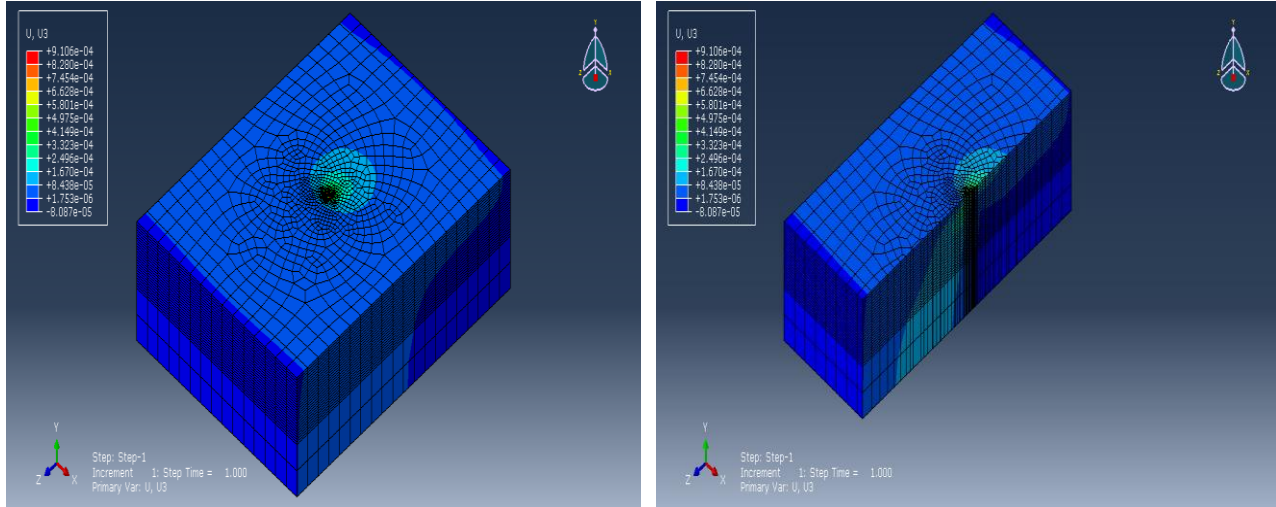 U, U3
+9.106e-04
+8.280e-04
+7.454e-04
+6.628e-04
+5.801e-04
+4.975e-04
+4.149e-04
+3.323e-04
+2.496e-04
+1.670e-04
+8.438e-05
+1.753e-06
-8.087e-05
Y
Z X
Y
Z X
Step: Step-1
Increment 1: Step Time = 1.000
Primary Var: U, U3
U, U3
+9.106e-04
+8.280e-04
+7.454e-04
+6.628e-04
+5.801e-04
+4.975e-04
+4.149e-04
+3.323e-04
+2.496e-04
+1.670e-04
+8.438e-05
+1.753e-06
-8.087e-05
Y
Z X
Y
Z X
Step: Step-1
Increment 1: Step Time = 1.000
Primary Var: U, U3